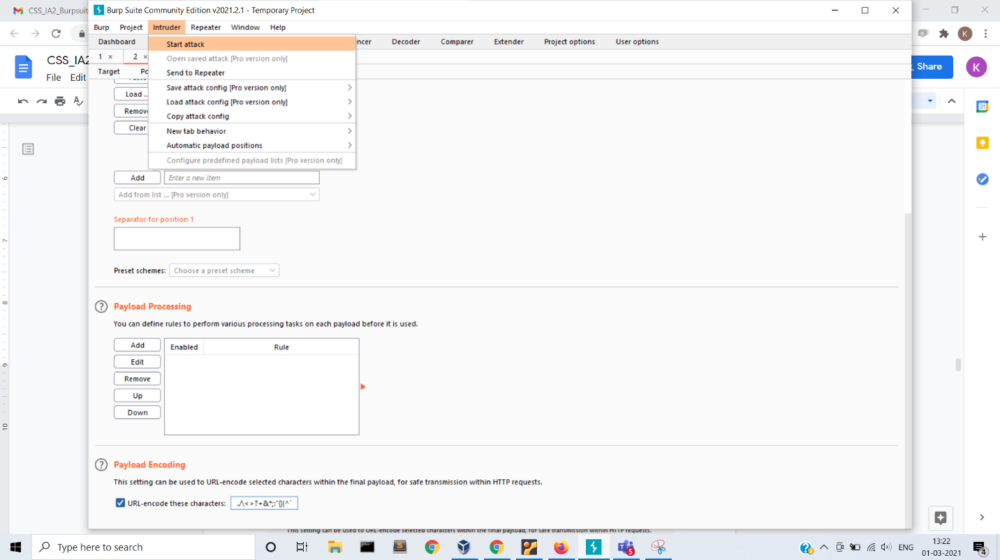 CSS_IA2_Burpsuit
Burp Suite Community Edition v2021.2.1 - Temporary Project
Burp Project Intruder Repeater Window Help
Dashboard
Decoder Comparer Extender Project options User options
Start attack
Open saved attack [Pro version only]
Send to Repeater
Save attack config [Pro version only]
Load attack config [Pro version only]
Copy attack config
New tab behavior
Automatic payload positions
Configure predefined payload lists [Pro version only]
1 × 2 ×
Target
CSS_IA2
File Edit
Share
K
K
31
Load ...
Remove
Clear
Add Enter a new item
Add from list ... [Pro version only]
Separator for position 1
Preset schemes: Choose a preset scheme
? Payload Processing
You can define rules to perform various processing tasks on each payload before it is used.
Add
Edit
Remove
Up
Down
Enabled Rule
? Payload Encoding
This setting can be used to URL-encode selected characters within the final payload, for safe transmission within HTTP requests.
URL-encode these characters: ./\<>?+&*;:"{}|^`
This setting can be used to URL-encode selected characters within the final payload, for safe transmission within HTTP requests.
6
7
8
9
10
Type here to search
5
ENG
13:22
01-03-2021
4